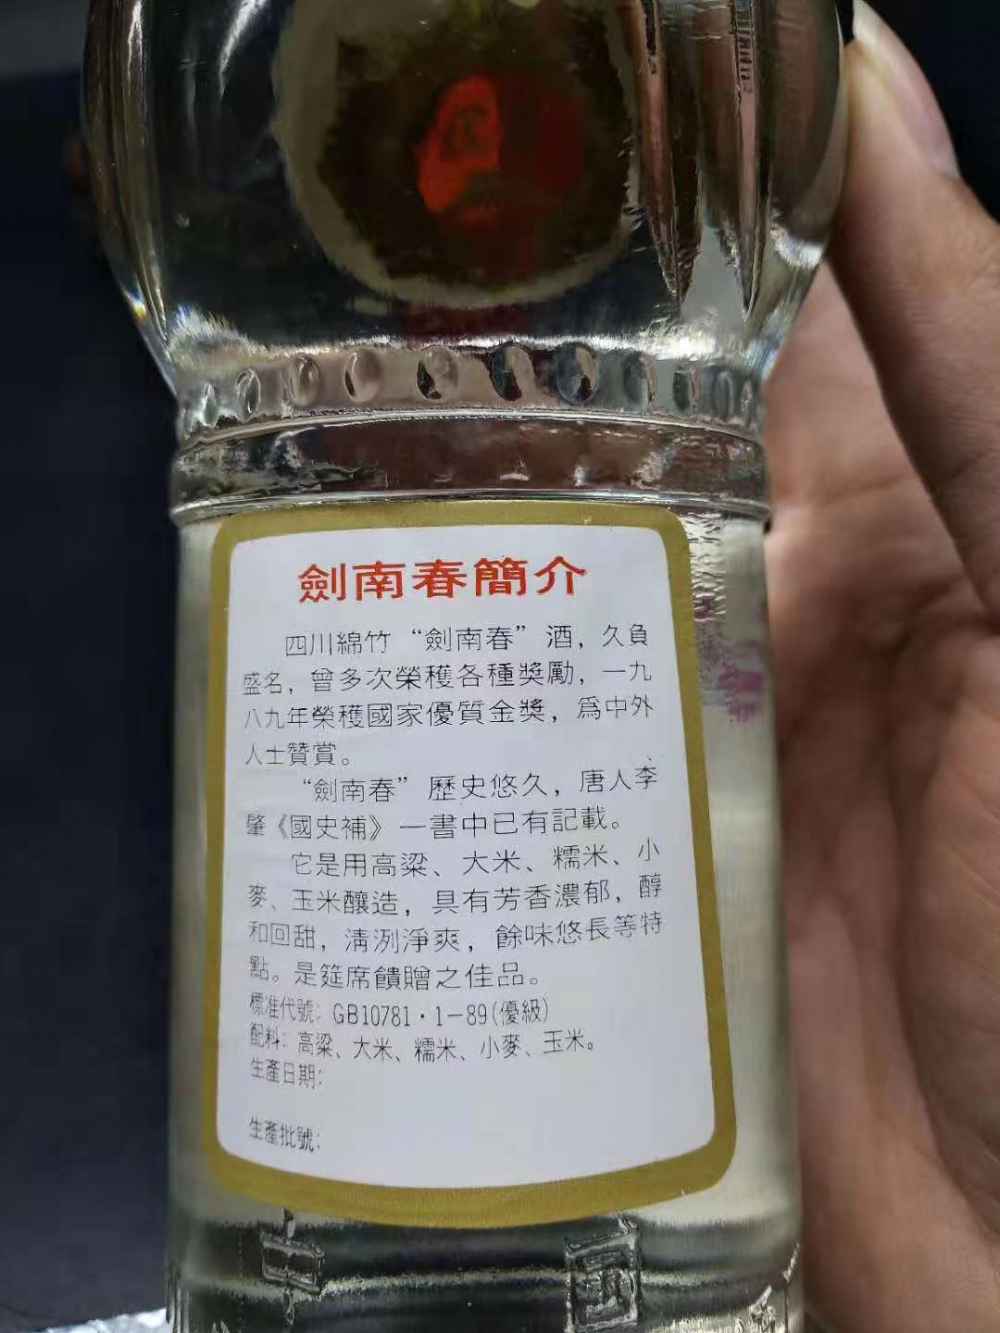 劍南春簡介
四川綿竹“劍南春”酒，久負
盛名，曾多次榮穫各種獎勵，一九
八九年榮穫國家優質金獎，爲中外
人士贊賞。
“劍南春”歷史悠久，唐人李
肇《國史補》一書中已有記載。
它是用高粱、大米、糯米、小
麥、玉米釀造，具有芳香濃郁，醇
和回甜，清洌淨爽，餘味悠長等特
點。是筵席饋贈之佳品。
標准代號：GB10781·1-89(優級)
配料：高粱、大米、糯米、小麥、玉米。
生產日期：
生產批號：
中國